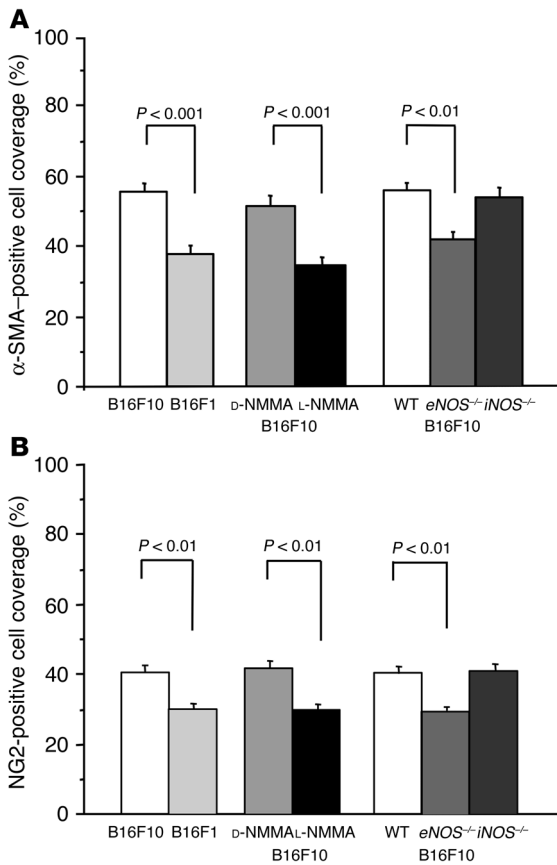 A
α-SMA–positive cell coverage (%)
100
80
60
40
20
0
P < 0.001
P < 0.001
P < 0.01
B16F10 B16F1
D-NMMA L-NMMA
B16F10
WT eNOS–/– iNOS–/–
B16F10
B
NG2-positive cell coverage (%)
100
80
60
40
20
0
P < 0.01
P < 0.01
P < 0.01
B16F10 B16F1
D-NMMA L-NMMA
B16F10
WT eNOS–/– iNOS–/–
B16F10